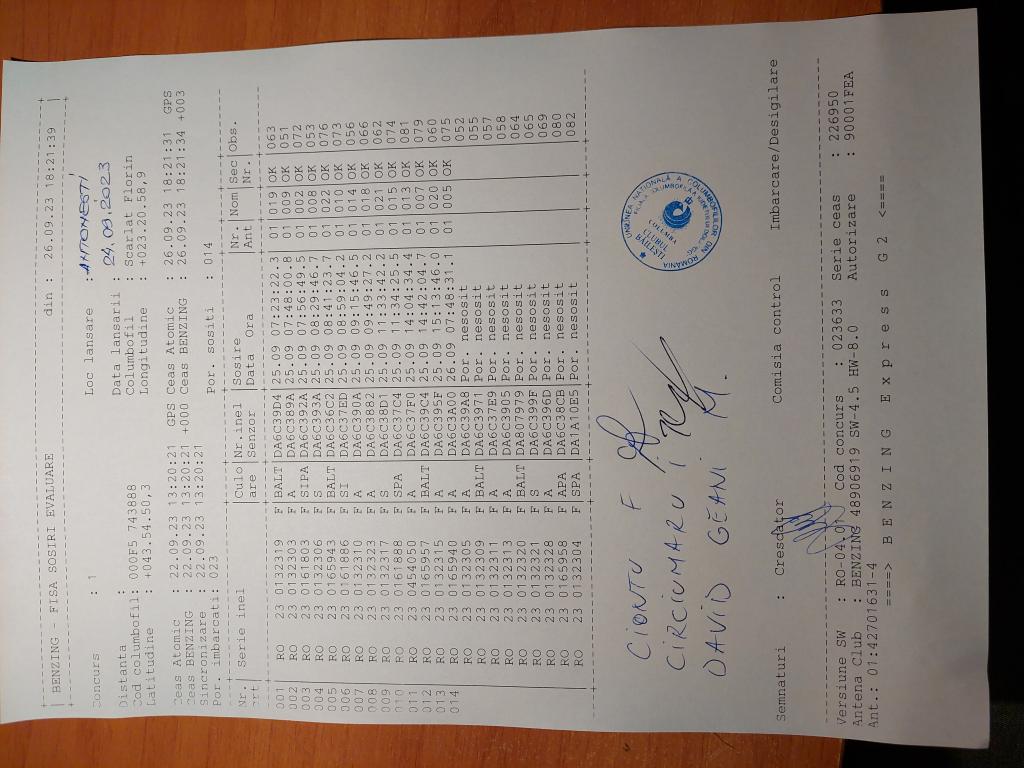 BENZING - FISA SOSIRI EVALUARE din : 26.09.23 18:21:39
Concurs : 1 Loc lansare : ANTONESTI
Distanta : Data lansarii : 24.09.2023
Cod columbofil: 000F5 743888 Columbofil : Scarlat Florin
Latitudine : +043.54.50,3 Longitudine : +023.20.58,9
Ceas Atomic : 22.09.23 13:20:21 GPS Ceas Atomic : 26.09.23 18:21:31 GPS
Ceas BENZING : 22.09.23 13:20:21 +000 Ceas BENZING : 26.09.23 18:21:34 +003
Sincronizare : 22.09.23 13:20:21
Por. imbarcati: 023 Por. sositi : 014
Nr. Serie inel Culo Nr.inel Sosire Nr. Nom Sec Obs.
crt are Senzor Data Ora Ant Nr.
001 RO 23 0132319 F BALT DA6C39D4 25.09 07:23:22.3 01 019 OK 063
002 RO 23 0132303 F A DA6C389A 25.09 07:48:00.8 01 009 OK 051
003 RO 23 0161803 F SIPA DA6C392A 25.09 07:56:49.5 01 002 OK 072
004 RO 23 0132306 F S DA6C393A 25.09 08:29:46.7 01 008 OK 053
005 RO 23 0165943 F BALT DA6C36C2 25.09 08:41:23.7 01 022 OK 076
006 RO 23 0161886 F SI DA6C37ED 25.09 08:59:04.2 01 010 OK 073
007 RO 23 0132310 F A DA6C390A 25.09 09:15:46.5 01 014 OK 056
008 RO 23 0132323 F A DA6C3882 25.09 09:49:27.2 01 018 OK 066
009 RO 23 0132317 F S DA6C38D1 25.09 11:33:42.2 01 021 OK 062
010 RO 23 0161888 F SPA DA6C37C4 25.09 11:34:25.5 01 015 OK 074
011 RO 23 0454050 F A DA6C37F0 25.09 14:04:34.4 01 013 OK 081
012 RO 23 0165957 F BALT DA6C39C4 25.09 14:42:04.7 01 007 OK 079
013 RO 23 0132315 F A DA6C395F 25.09 15:13:46.0 01 020 OK 060
014 RO 23 0165940 F A DA6C3A00 26.09 07:48:31.1 01 005 OK 075
RO 23 0132305 F A DA6C39A8 Por. nesosit 052
RO 23 0132309 F BALT DA6C3971 Por. nesosit 055
RO 23 0132311 F A DA6C37E9 Por. nesosit 057
RO 23 0132313 F A DA6C3905 Por. nesosit 058
RO 23 0132320 F BALT DA807979 Por. nesosit 064
RO 23 0132321 F S DA6C399F Por. nesosit 065
RO 23 0132328 F A DA6C396D Por. nesosit 069
RO 23 0165958 F APA DA6C38CB Por. nesosit 080
RO 23 0132304 F SPA DA1A10E5 Por. nesosit 082
CIONTU F
CIRCIUMARU I
DAVID GEANI
UNIUNEA NATIONALĂ A COLUMBOFILILOR DIN ROMANIA
CLUBUL
COLUMBA
Semnaturi : Crescator Comisia control Imbarcare/Desigilare
Versiune SW : RO-04.01 Cod concurs : 023633 Serie ceas : 226950
Antena Club : BENZING 48906919 SW-4.5 HW-8.0 Autorizare : 90001FEA
Ant.: 01:42701631-4
====> B E N Z I N G E x p r e s s G 2 <====